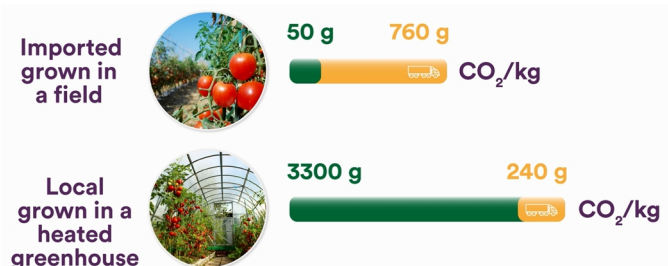 50 g 760 g
Imported
grown in
a field
CO₂/kg
3300 g 240 g
Local
grown in a
heated
greenhouse
CO₂/kg